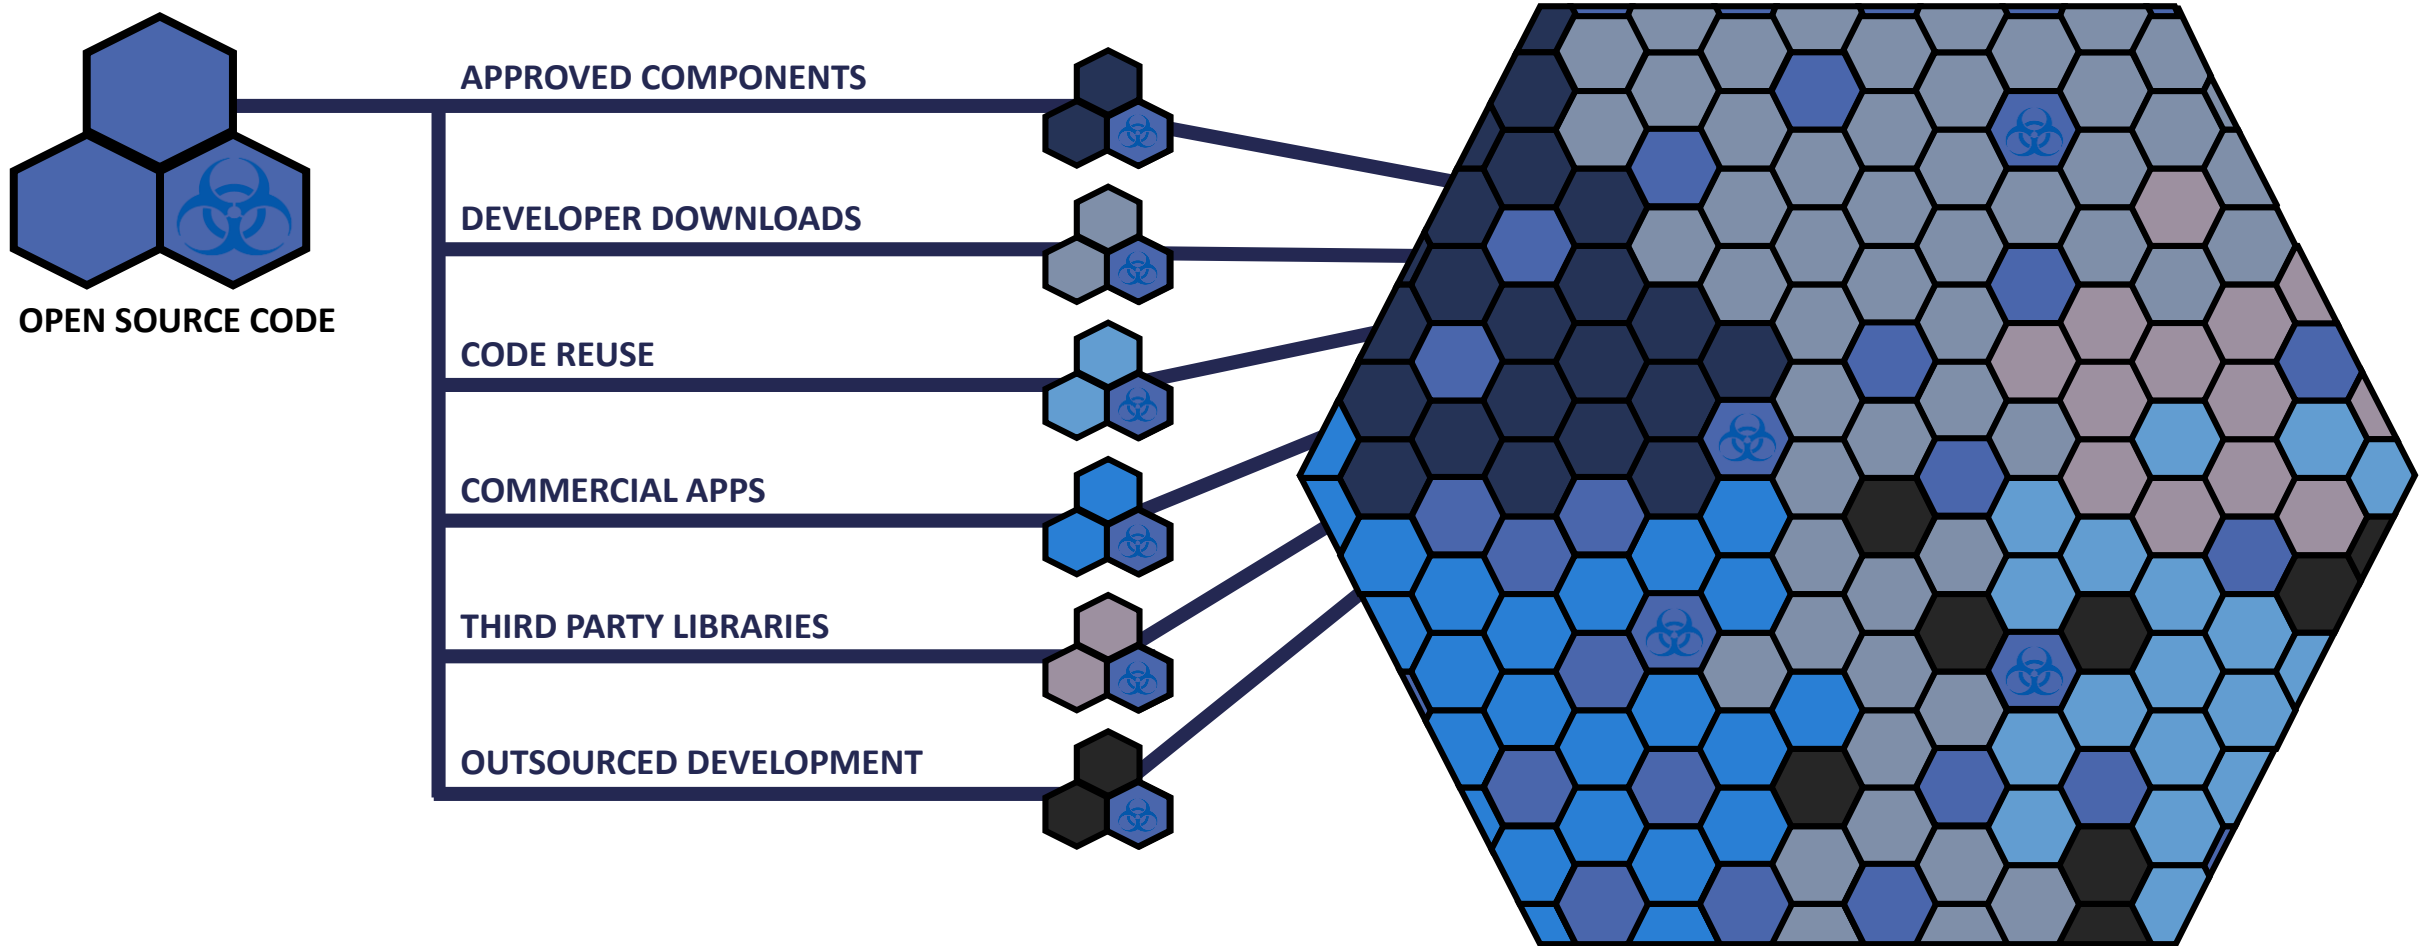 APPROVED COMPONENTS
DEVELOPER DOWNLOADS
OPEN SOURCE CODE
CODE REUSE
COMMERCIAL APPS
THIRD PARTY LIBRARIES
OUTSOURCED DEVELOPMENT